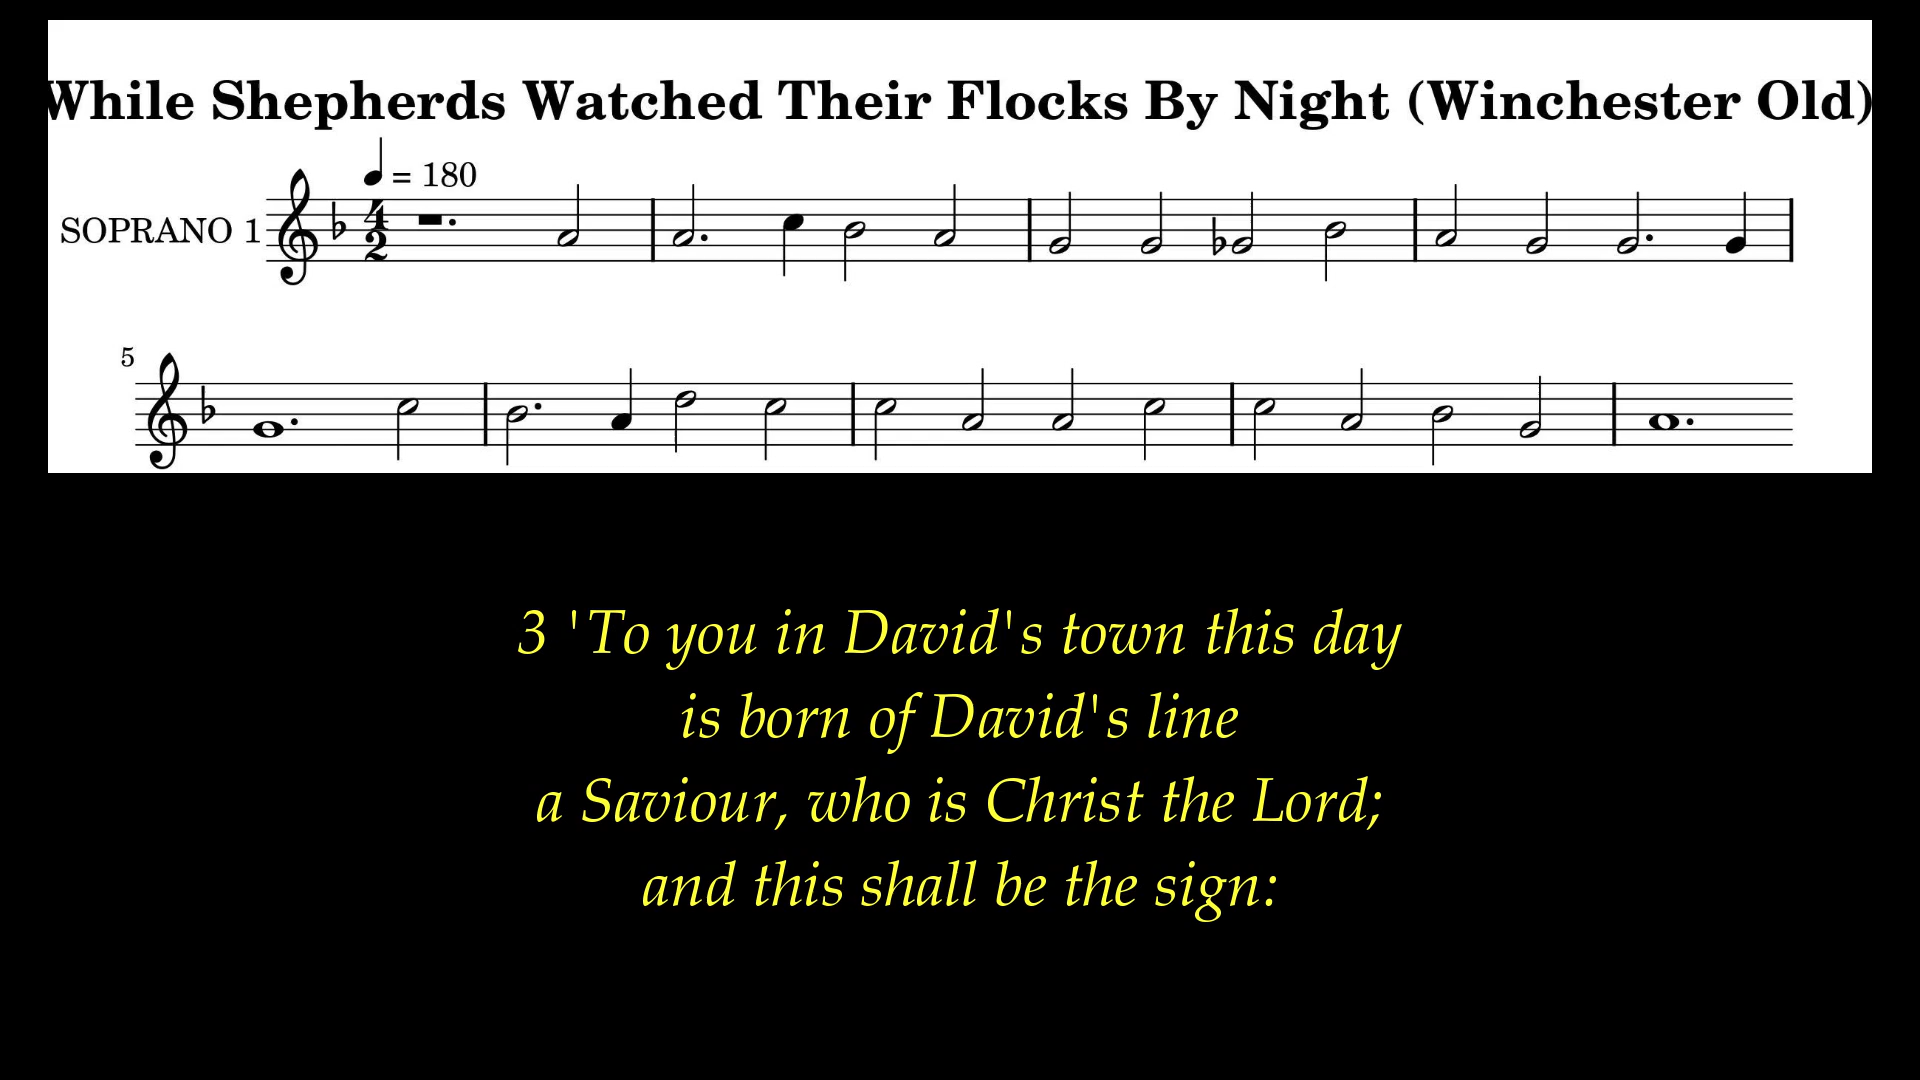 While Shepherds Watched Their Flocks By Night (Winchester Old)
= 180
SOPRANO 1
4
2
5
3 'To you in David's town this day
is born of David's line
a Saviour, who is Christ the Lord;
and this shall be the sign: